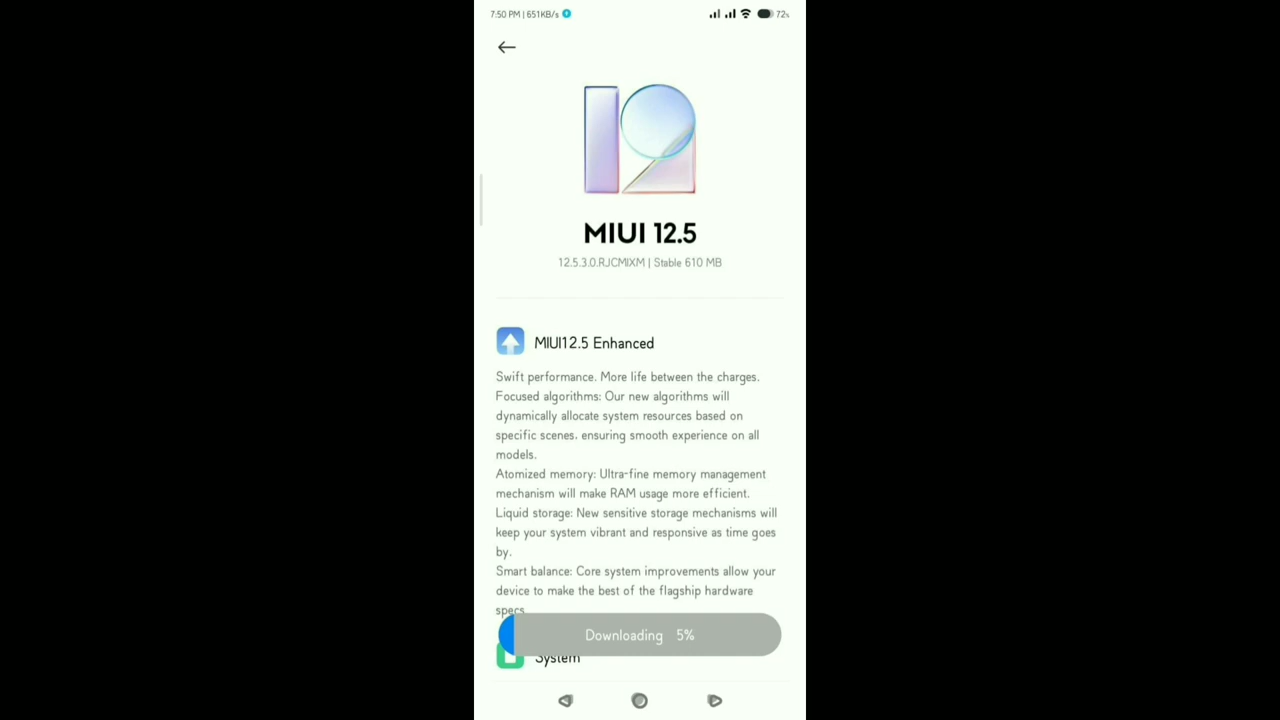 7:50 PM | 651KB/s
72%
12
MIUI 12.5
12.5.3.0.RJCMIXM | Stable 610 MB
MIUI12.5 Enhanced
Swift performance. More life between the charges.
Focused algorithms: Our new algorithms will
dynamically allocate system resources based on
specific scenes, ensuring smooth experience on all
models.
Atomized memory: Ultra-fine memory management
mechanism will make RAM usage more efficient.
Liquid storage: New sensitive storage mechanisms will
keep your system vibrant and responsive as time goes
by.
Smart balance: Core system improvements allow your
device to make the best of the flagship hardware
specs.
Downloading 5%
System